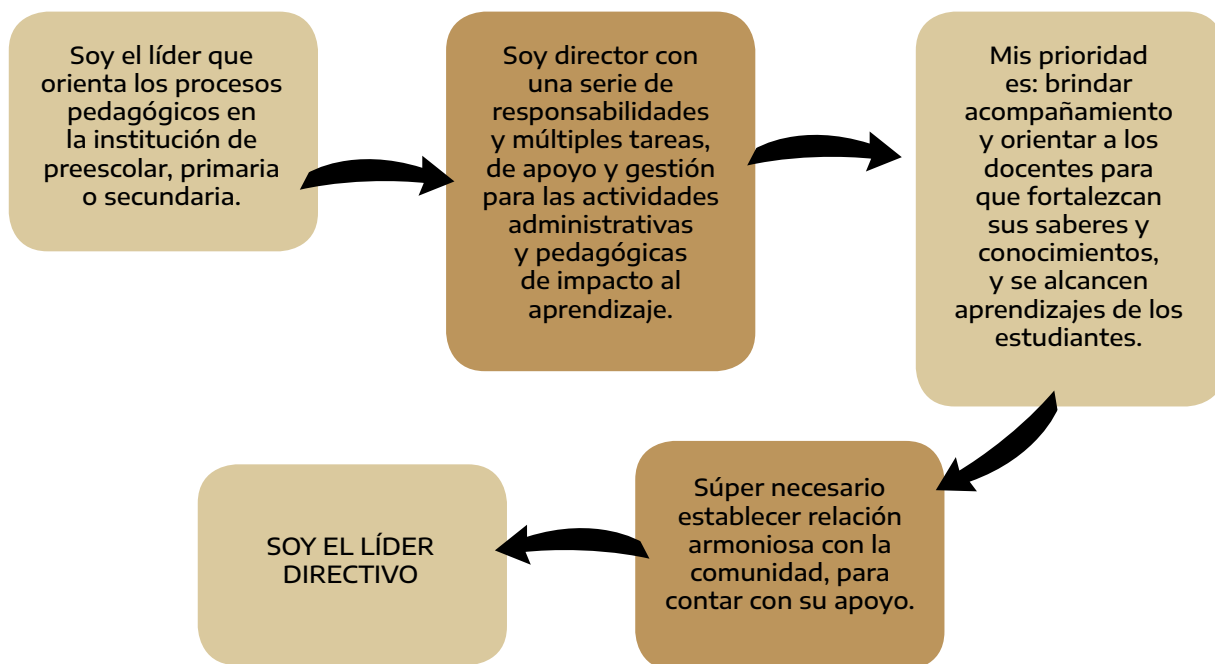 Soy el líder que
orienta los procesos
pedagógicos en
la institución de
preescolar, primaria
o secundaria.
Soy director con
una serie de
responsabilidades
y múltiples tareas,
de apoyo y gestión
para las actividades
administrativas
y pedagógicas
de impacto al
aprendizaje.
Mis prioridad
es: brindar
acompañamiento
y orientar a los
docentes para
que fortalezcan
sus saberes y
conocimientos,
y se alcancen
aprendizajes de los
estudiantes.
Súper necesario
establecer relación
armoniosa con la
comunidad, para
contar con su apoyo.
SOY EL LÍDER
DIRECTIVO